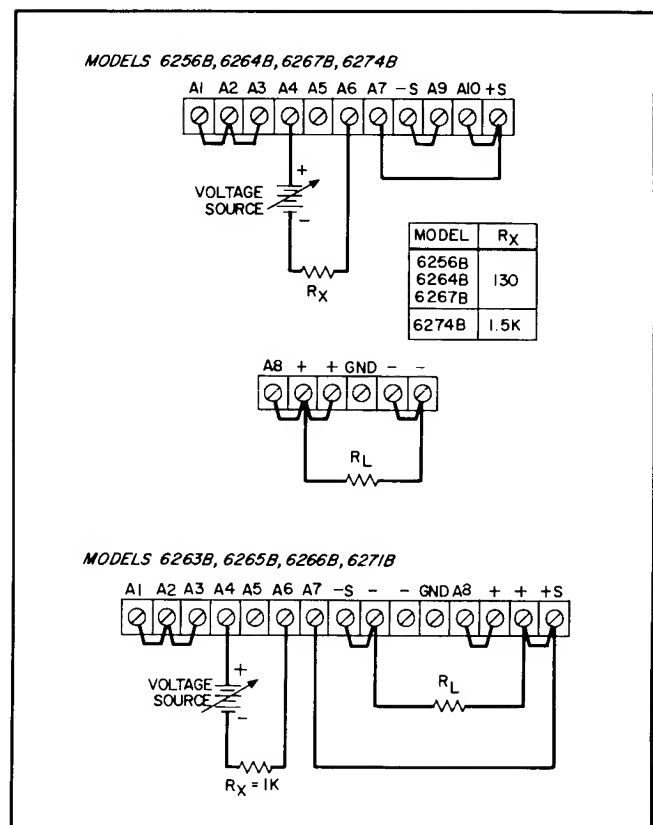 MODELS 6256B, 6264B, 6267B, 6274B
A1 A2 A3 A4 A5 A6 A7 -S A9 A10 +S
+
VOLTAGE
SOURCE
-
RX
MODEL RX
6256B
6264B 130
6267B
6274B 1.5K
A8 + + GND - -
RL
MODELS 6263B, 6265B, 6266B, 6271B
A1 A2 A3 A4 A5 A6 A7 -S - - GND A8 + + +S
+
VOLTAGE
SOURCE
-
RL
RX = 1K